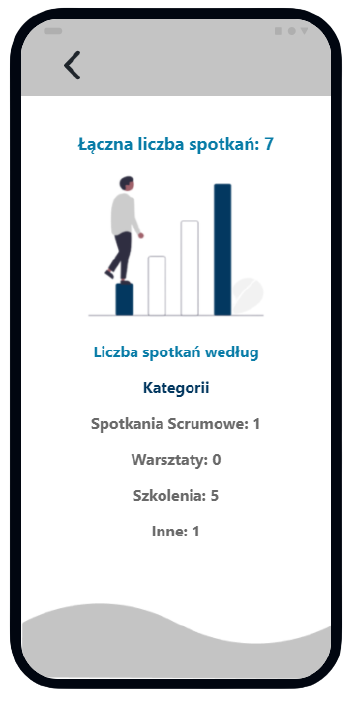 Łączna liczba spotkań: 7
Liczba spotkań według
Kategorii
Spotkania Scrumowe: 1
Warsztaty: 0
Szkolenia: 5
Inne: 1